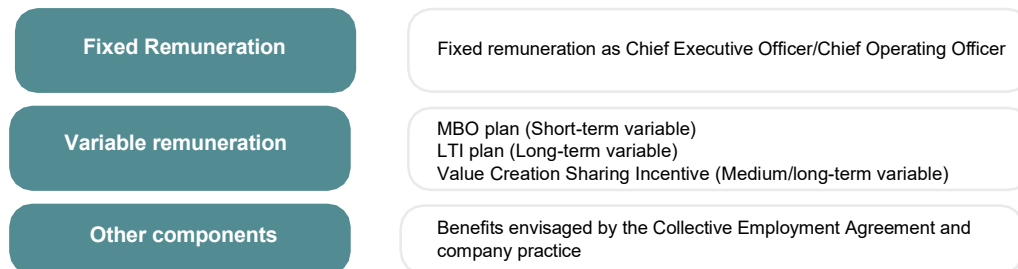 Fixed Remuneration
Fixed remuneration as Chief Executive Officer/Chief Operating Officer
Variable remuneration
MBO plan (Short-term variable)
LTI plan (Long-term variable)
Value Creation Sharing Incentive (Medium/long-term variable)
Other components
Benefits envisaged by the Collective Employment Agreement and
company practice